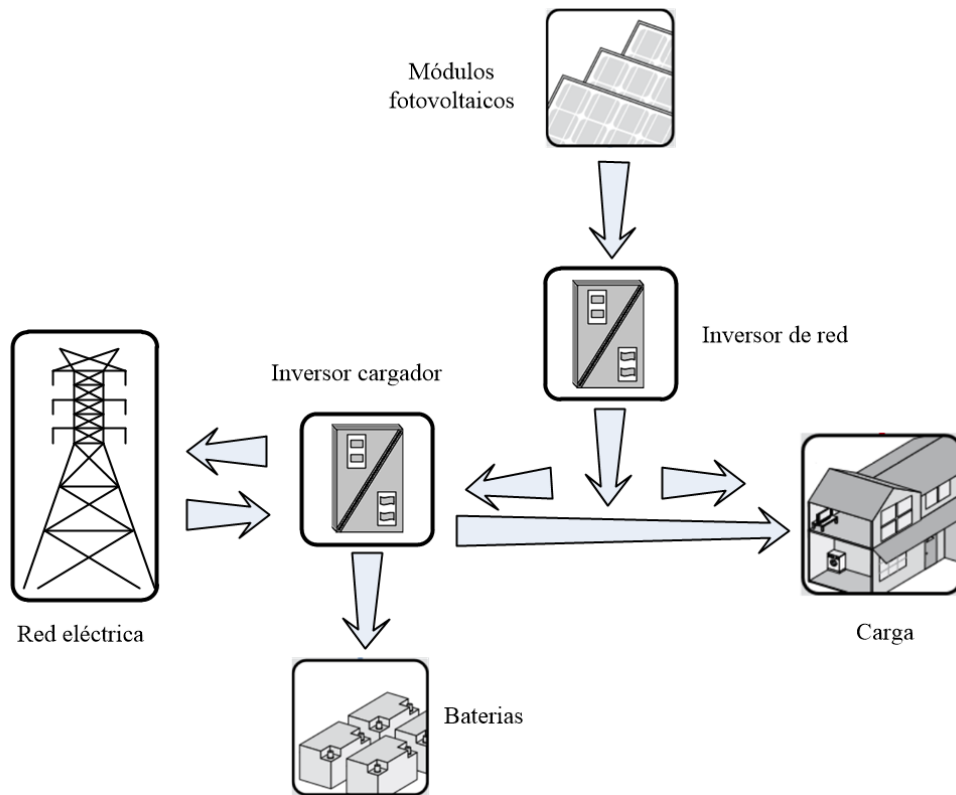 Módulos
fotovoltaicos
Inversor de red
Inversor cargador
Red eléctrica
Carga
Baterias